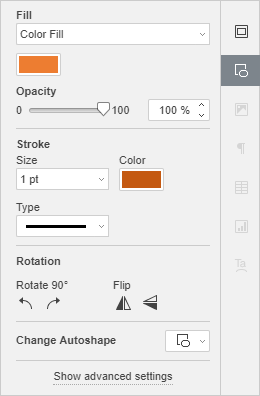 Fill
Color Fill
Opacity
0 100 100 %
Stroke
Size Color
1 pt
Type
Rotation
Rotate 90° Flip
Change Autoshape
Show advanced settings
Ta